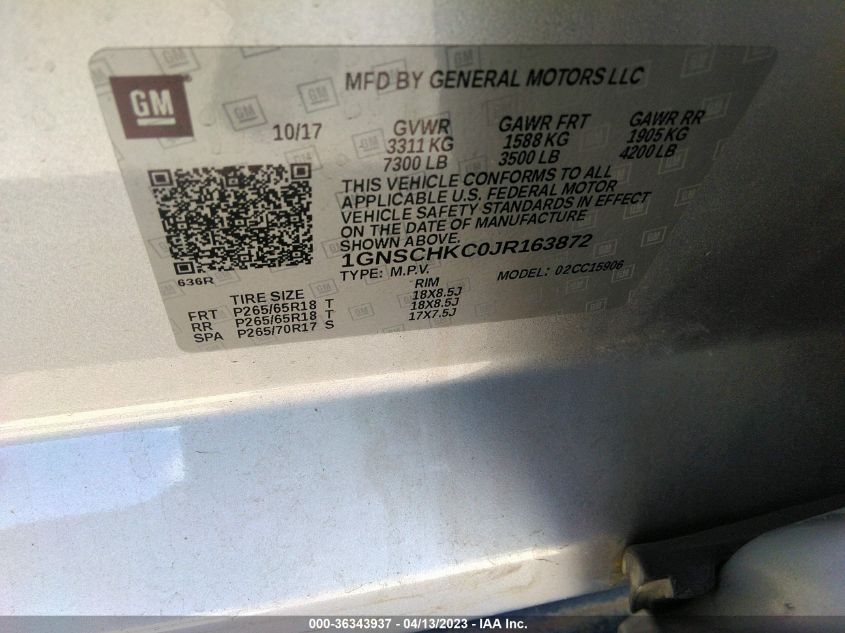 GM
MFD BY GENERAL MOTORS LLC
10/17 GVWR GAWR FRT GAWR RR
3311 KG 1588 KG 1905 KG
7300 LB 3500 LB 4200 LB
THIS VEHICLE CONFORMS TO ALL
APPLICABLE U.S. FEDERAL MOTOR
VEHICLE SAFETY STANDARDS IN EFFECT
ON THE DATE OF MANUFACTURE
SHOWN ABOVE.
1GNSCHKC0JR163872
636R TYPE: M.P.V. MODEL: 02CC15906
TIRE SIZE RIM
FRT P265/65R18 T 18X8.5J
RR P265/65R18 T 18X8.5J
SPA P265/70R17 S 17X7.5J
000-36343937 - 04/13/2023 - © IAA Inc.